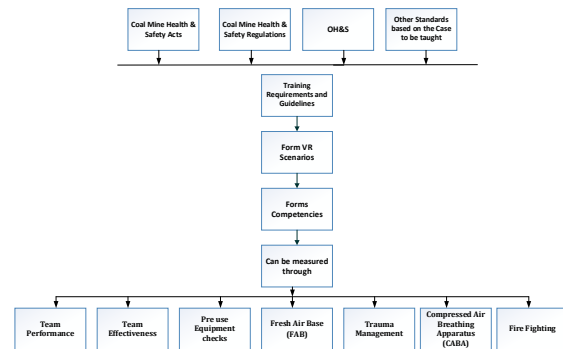 Coal Mine Health &
Safety Acts
Coal Mine Health &
Safety Regulations
OH&S
Other Standards
based on the Case
to be taught
Training
Requirements and
Guidelines
Form VR
Scenarios
Forms
Competencies
Can be measured
through
Team
Performance
Team
Effectiveness
Pre use
Equipment
checks
Fresh Air Base
(FAB)
Trauma
Management
Compressed Air
Breathing
Apparatus
(CABA)
Fire Fighting